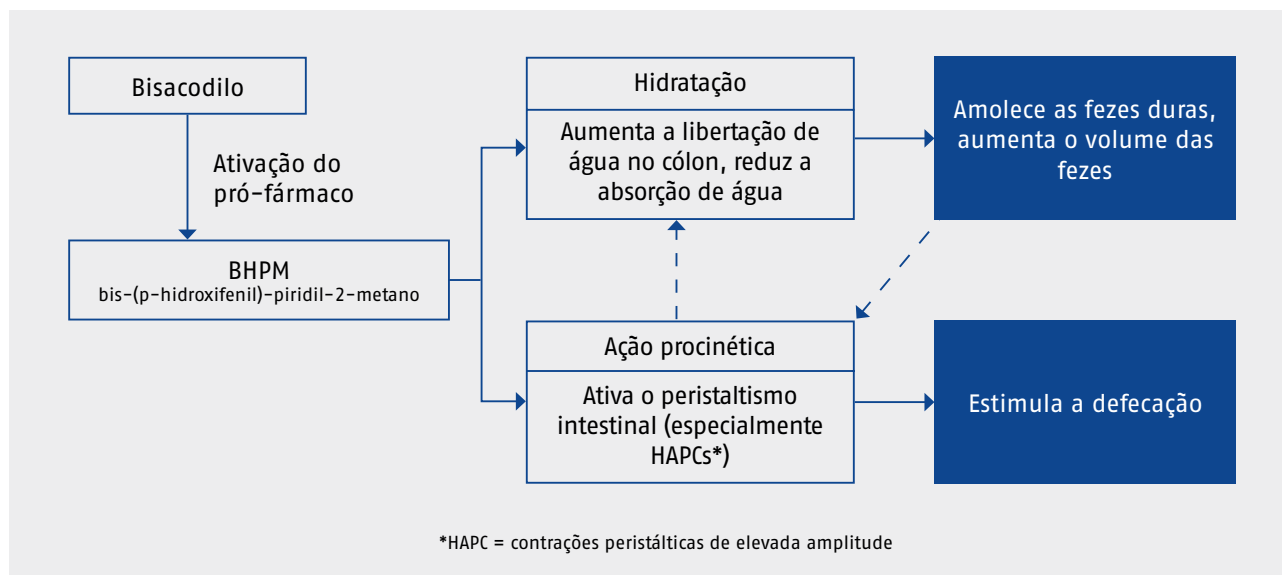 Bisacodilo
Ativação do
pró-fármaco
BHPM
bis-(p-hidroxifenil)-piridil-2-metano
Hidratação
Aumenta a libertação de
água no cólon, reduz a
absorção de água
Amolece as fezes duras,
aumenta o volume das
fezes
Ação procinética
Ativa o peristaltismo
intestinal (especialmente
HAPCs*)
Estimula a defecação
*HAPC = contrações peristálticas de elevada amplitude